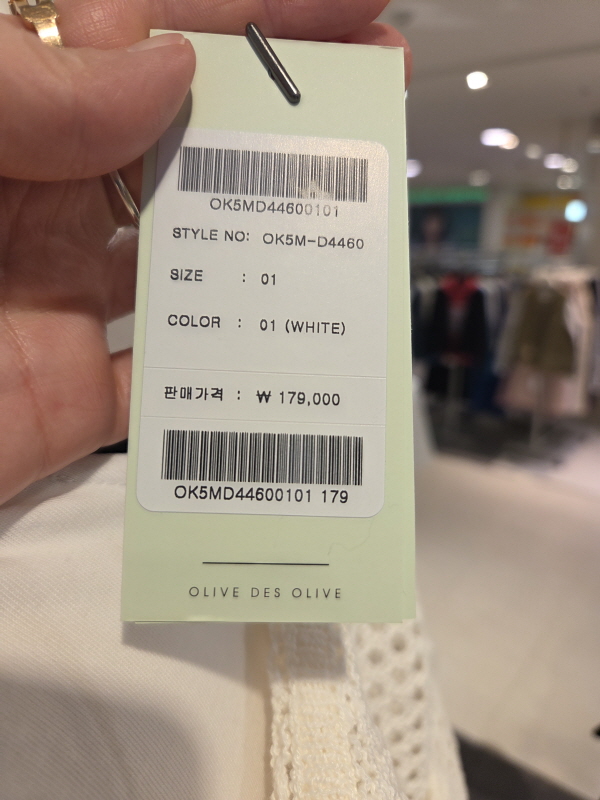 OK5MD44600101
STYLE NO: OK5M-D4460
SIZE : 01
COLOR : 01 (WHITE)
판매가격 : ₩ 179,000
OK5MD44600101 179
OLIVE DES OLIVE